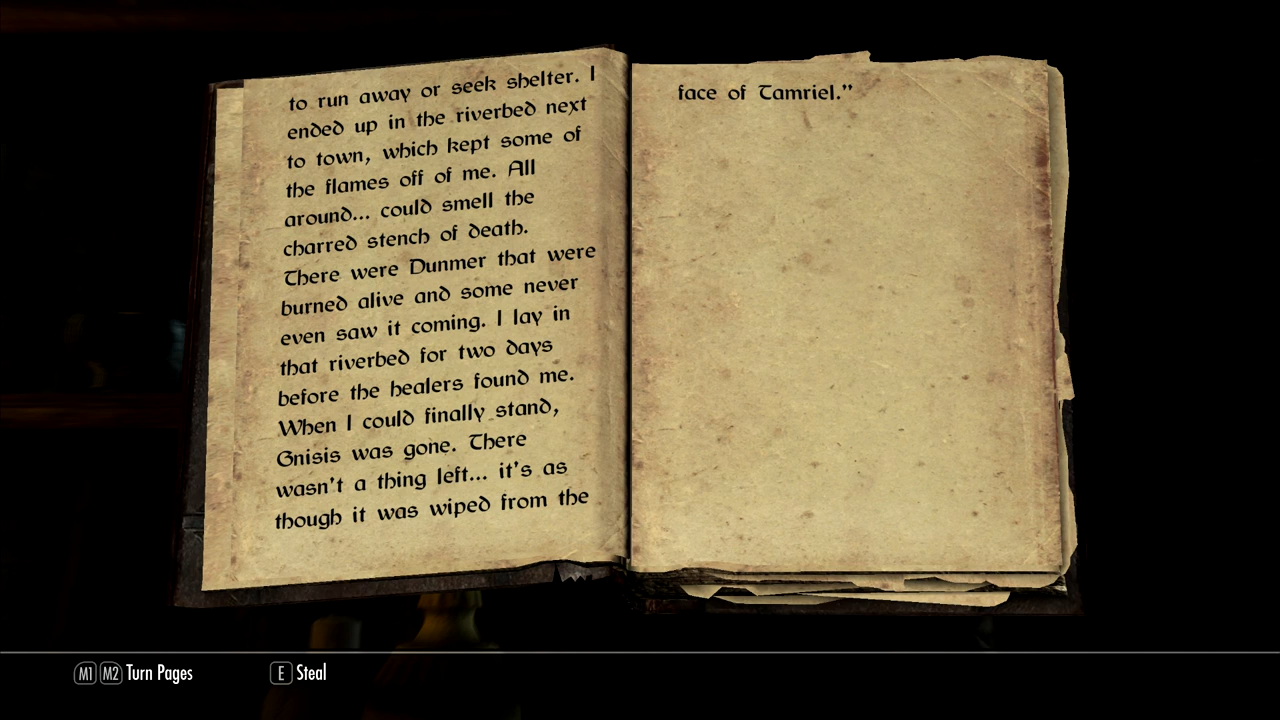 to run away or seek shelter. I
ended up in the riverbed next
to town, which kept some of
the flames off of me. All
around... could smell the
charred stench of death.
There were Dunmer that were
burned alive and some never
even saw it coming. I lay in
that riverbed for two days
before the healers found me.
When I could finally stand,
Gnisis was gone. There
wasn't a thing left... it's as
though it was wiped from the
face of Tamriel."
M1 M2 Turn Pages
E Steal